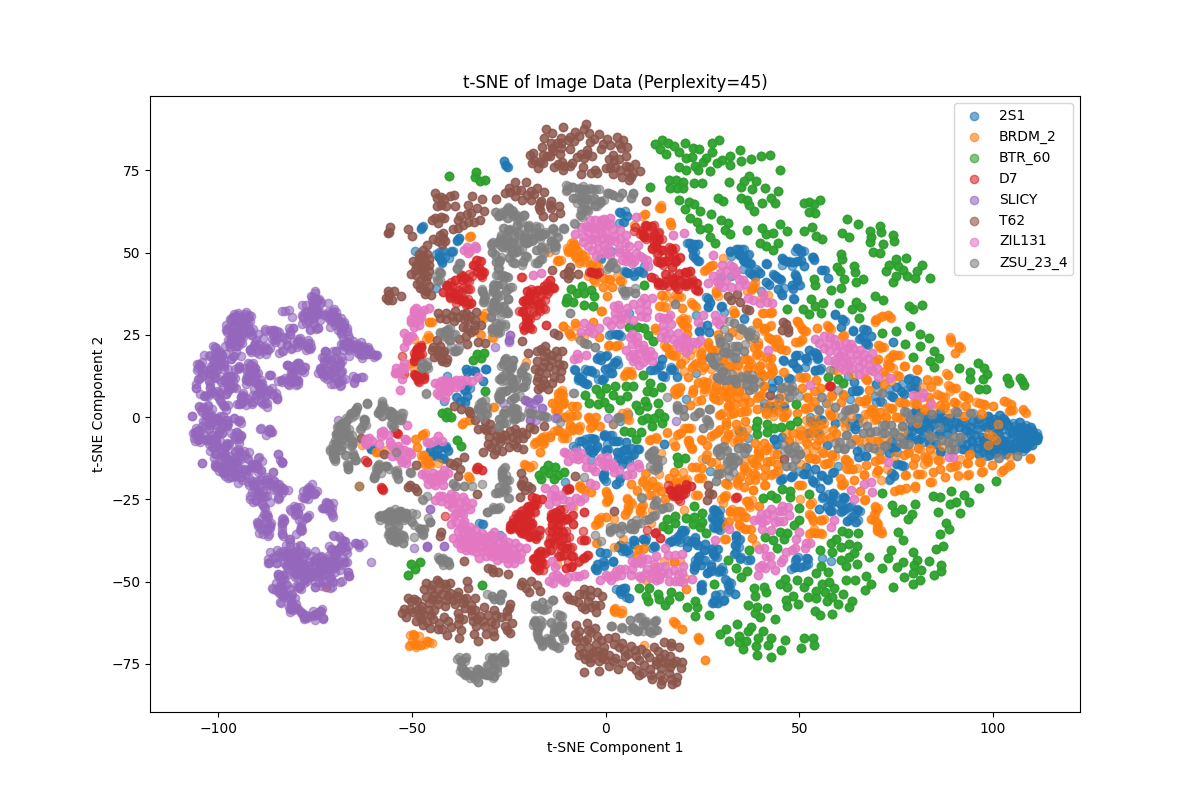 t-SNE of Image Data (Perplexity=45)
2S1
BRDM_2
BTR_60
D7
SLICY
T62
ZIL131
ZSU_23_4
75
50
25
0
−25
−50
−75
t-SNE Component 2
−100
−50
0
50
100
t-SNE Component 1